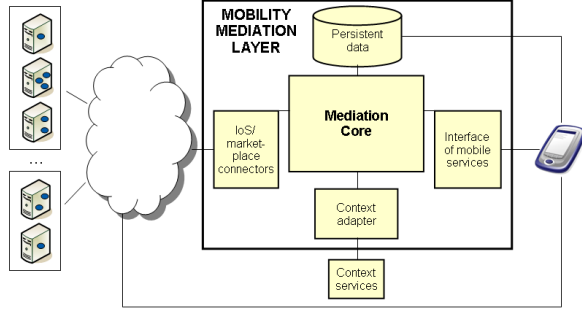 MOBILITY
MEDIATION
LAYER
Persistent
data
Mediation
Core
IoS/
market-
place
connectors
Interface
of mobile
services
...
Context
adapter
Context
services